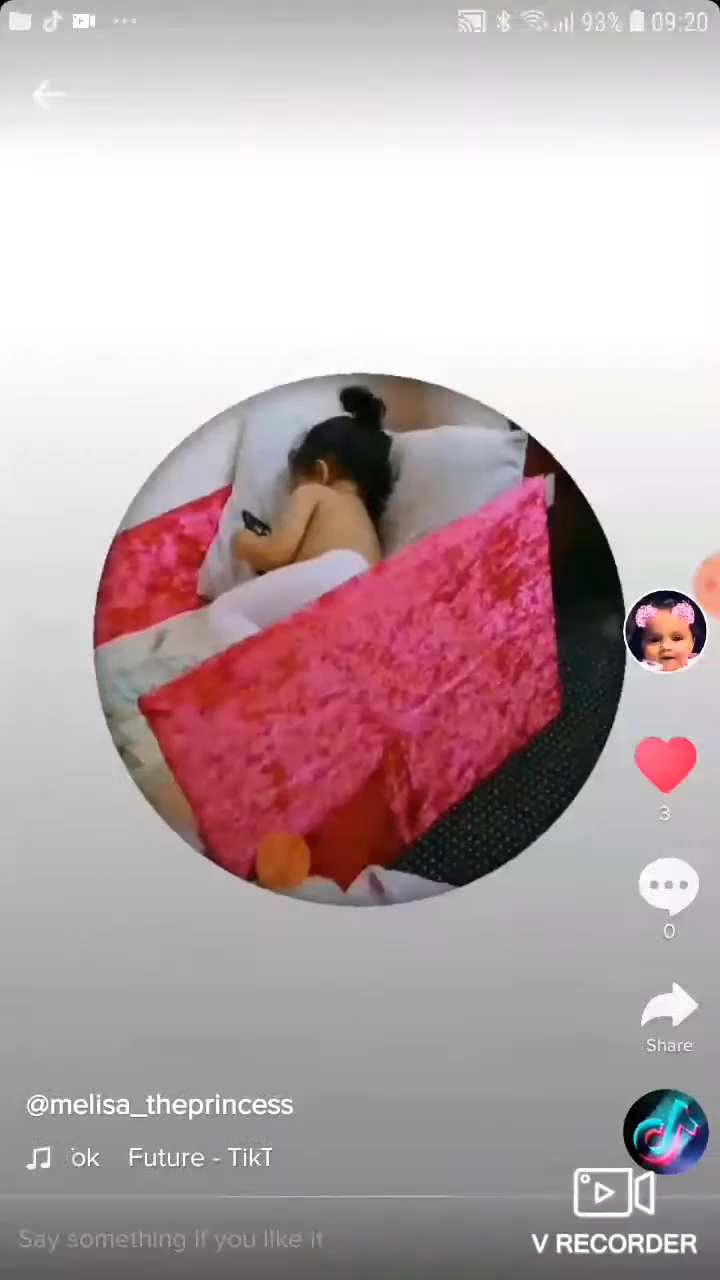 93% 09:20
3
0
Share
@melisa_theprincess
ok Future - TikT
Say something if you like it
V RECORDER